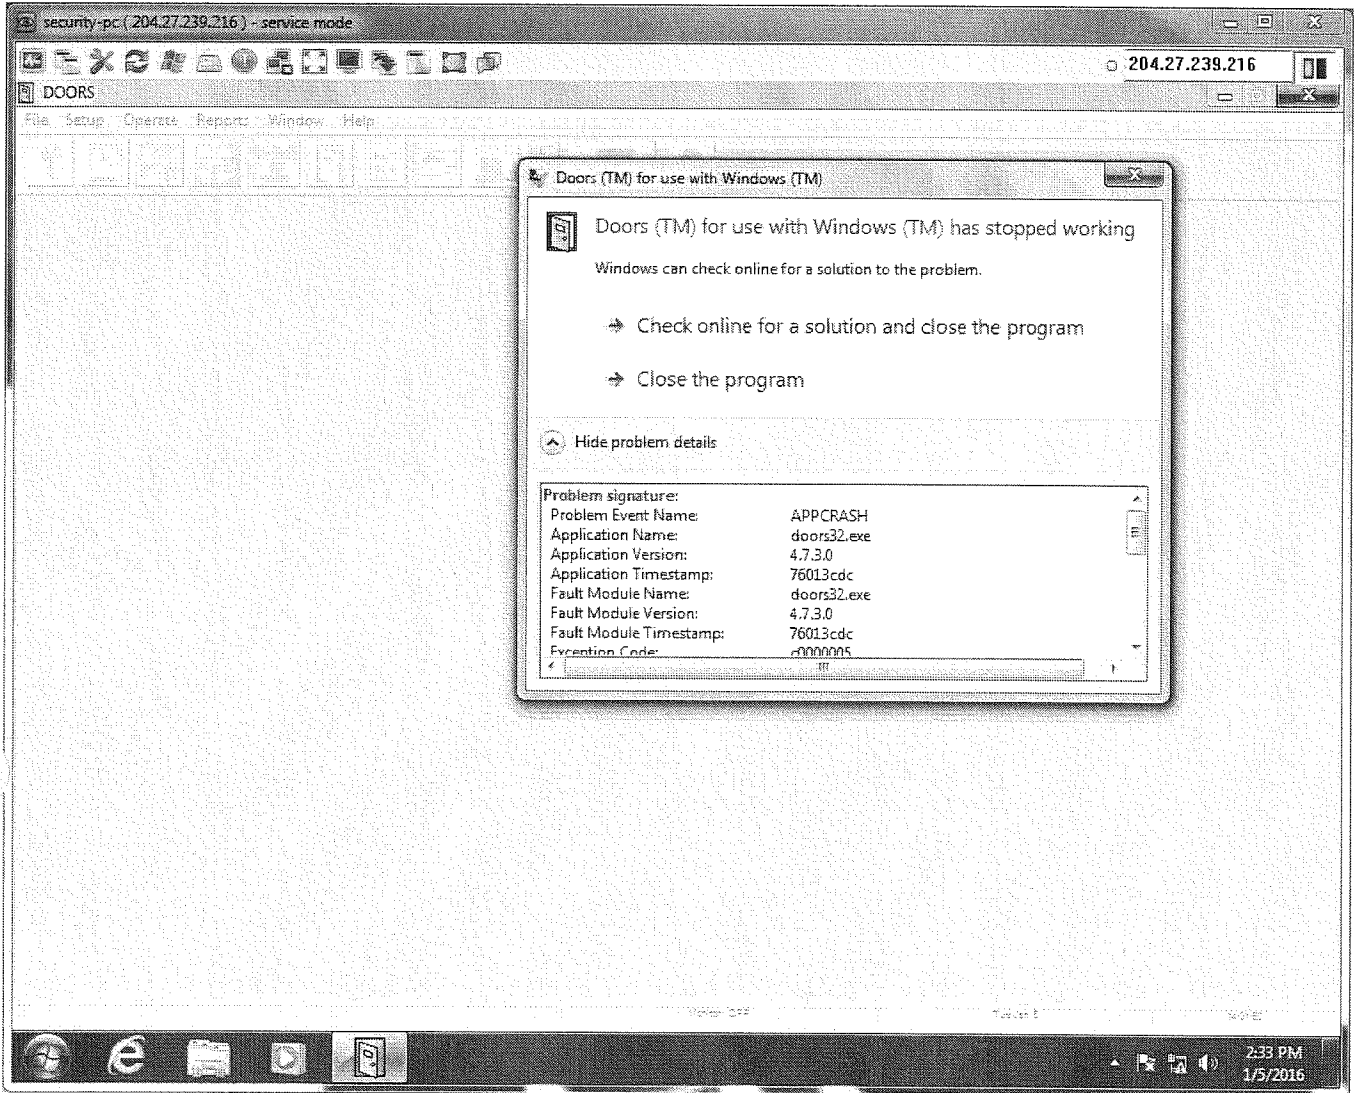 security-pc ( 204.27.239.216 ) - service mode
204.27.239.216
DOORS
File Setup Operate Reports Window Help
Doors (TM) for use with Windows (TM)
Doors (TM) for use with Windows (TM) has stopped working
Windows can check online for a solution to the problem.
Check online for a solution and close the program
Close the program
Hide problem details
Problem signature:
Problem Event Name: APPCRASH
Application Name: doors32.exe
Application Version: 4.7.3.0
Application Timestamp: 76013cdc
Fault Module Name: doors32.exe
Fault Module Version: 4.7.3.0
Fault Module Timestamp: 76013cdc
Exception Code: c0000005
2:33 PM
1/5/2016